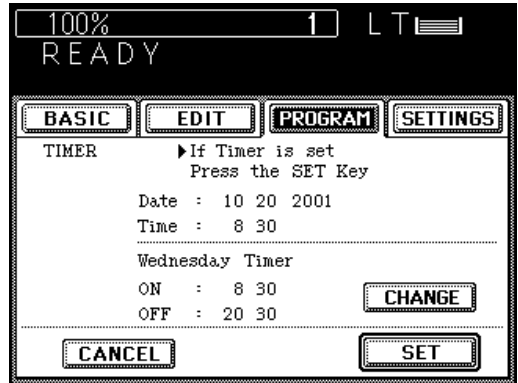 100% 1 LT
READY
BASIC EDIT PROGRAM SETTINGS
TIMER ▶If Timer is set
Press the SET Key
Date : 10 20 2001
Time : 8 30
Wednesday Timer
ON : 8 30
OFF : 20 30
CHANGE
CANCEL SET